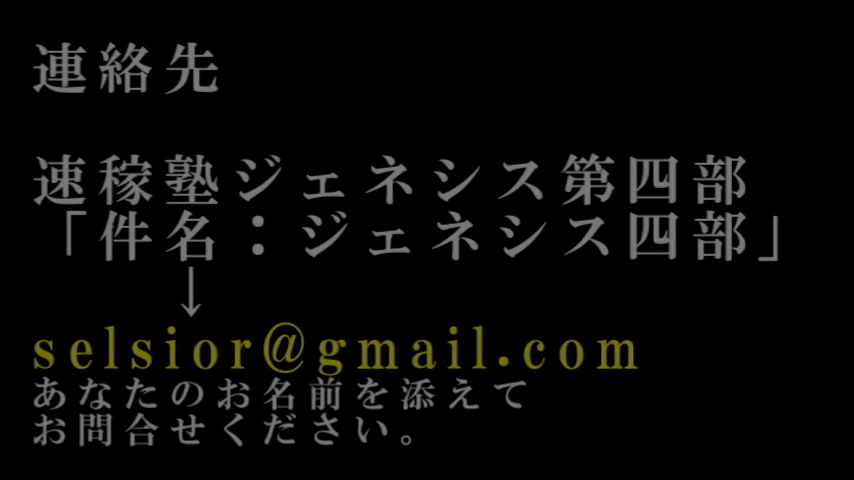 連絡先
速稼塾ジェネシス第四部
「件名：ジェネシス四部」
↓
selsior@gmail.com
あなたのお名前を添えて
お問合せください。